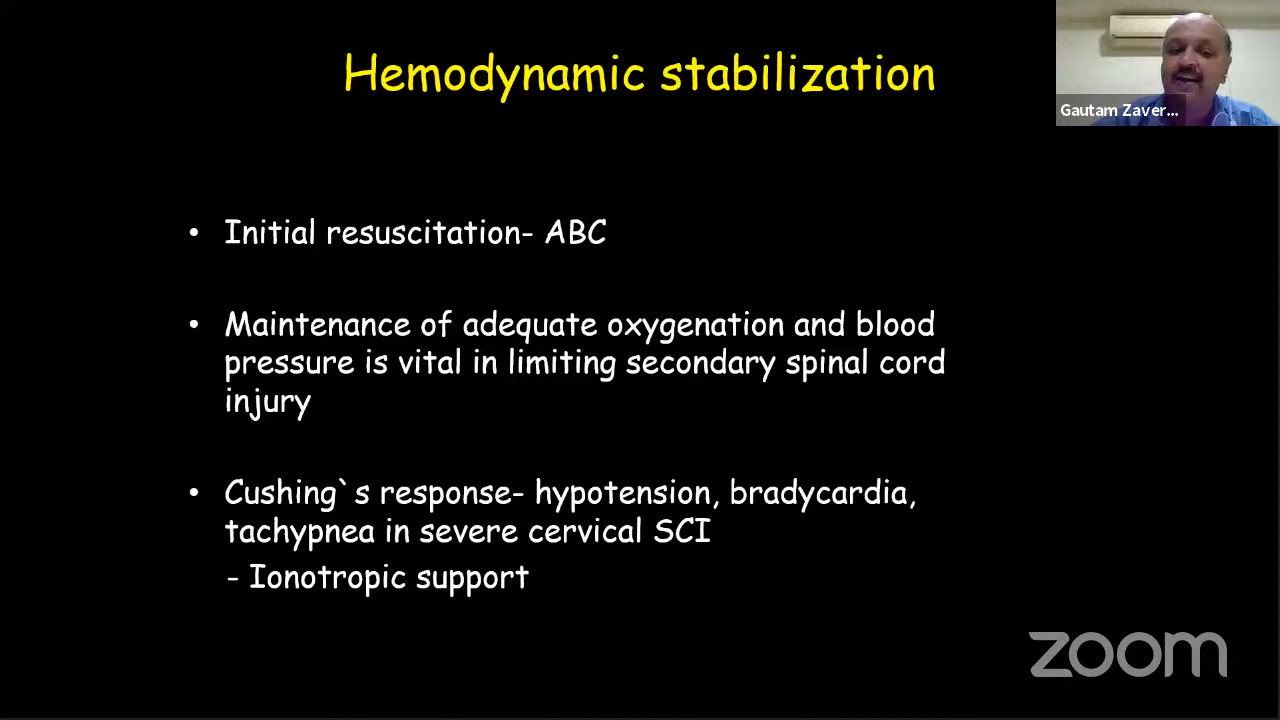 Hemodynamic stabilization
Gautam Zaver...
• Initial resuscitation- ABC
• Maintenance of adequate oxygenation and blood
pressure is vital in limiting secondary spinal cord
injury
• Cushing`s response- hypotension, bradycardia,
tachypnea in severe cervical SCI
- Ionotropic support
zoom